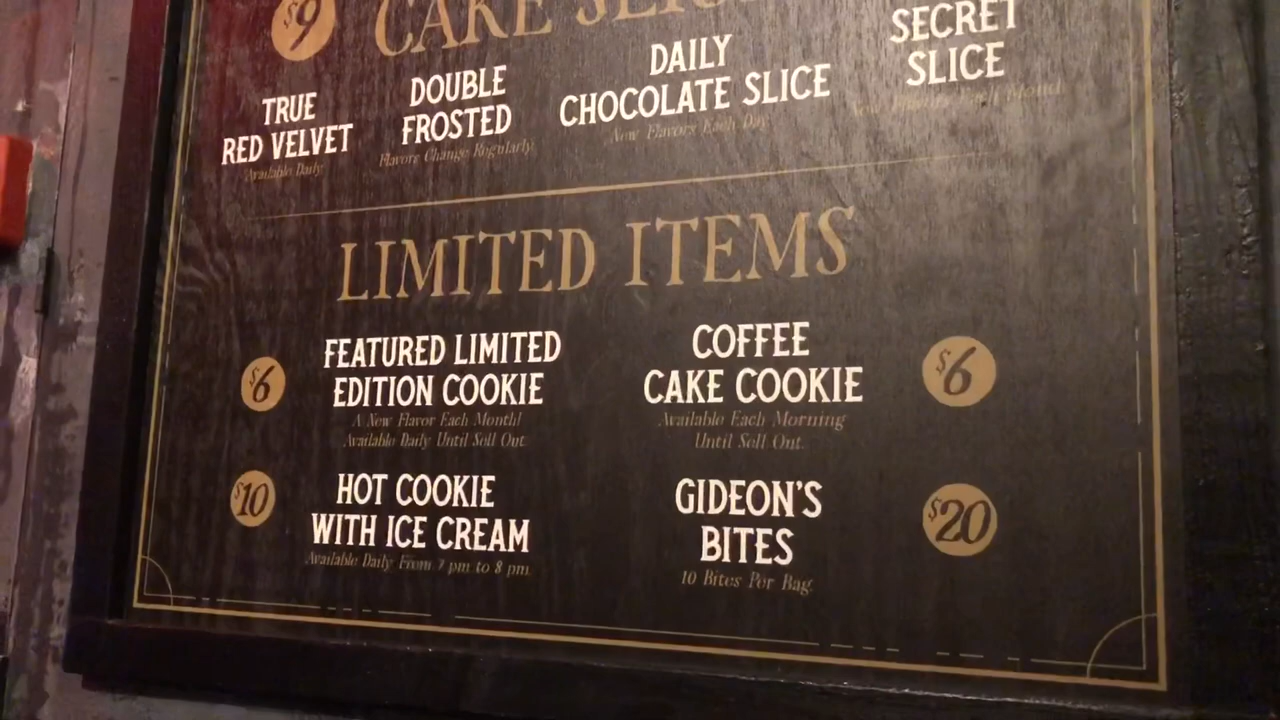 $9
CAKE
TRUE
RED VELVET
Available Daily
DOUBLE
FROSTED
Flavors Change Regularly
DAILY
CHOCOLATE SLICE
New Flavors Each Day
SECRET
SLICE
Each Month
LIMITED ITEMS
$6
FEATURED LIMITED
EDITION COOKIE
A New Flavor Each Month!
Available Daily Until Sell Out
COFFEE
CAKE COOKIE
Available Each Morning
Until Sell Out.
$6
$10
HOT COOKIE
WITH ICE CREAM
Available Daily From 7 pm to 8 pm
GIDEON'S
BITES
10 Bites Per Bag
$20